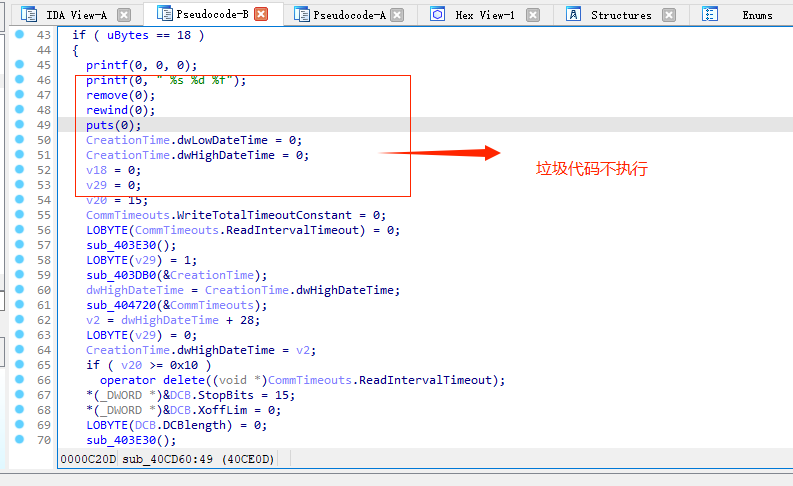 IDA View-A Pseudocode-B Pseudocode-A Hex View-1 Structures Enums
43 if ( uBytes == 18 )
44 {
45 printf(0, 0, 0);
46 printf(0, " %s %d %f");
47 remove(0);
48 rewind(0);
49 puts(0);
50 CreationTime.dwLowDateTime = 0;
51 CreationTime.dwHighDateTime = 0;
52 v18 = 0;
53 v29 = 0;
54 v20 = 15;
55 CommTimeouts.WriteTotalTimeoutConstant = 0;
56 LOBYTE(CommTimeouts.ReadIntervalTimeout) = 0;
57 sub_403E30();
58 LOBYTE(v29) = 1;
59 sub_403DB0(&CreationTime);
60 dwHighDateTime = CreationTime.dwHighDateTime;
61 sub_404720(&CommTimeouts);
62 v2 = dwHighDateTime + 28;
63 LOBYTE(v29) = 0;
64 CreationTime.dwHighDateTime = v2;
65 if ( v20 >= 0x10 )
66 operator delete((void *)CommTimeouts.ReadIntervalTimeout);
67 *(_DWORD *)&DCB.StopBits = 15;
68 *(_DWORD *)&DCB.XoffLim = 0;
69 LOBYTE(DCB.DCBlength) = 0;
70 sub_403E30();
垃圾代码不执行
0000C20D sub_40CD60:49 (40CE0D)